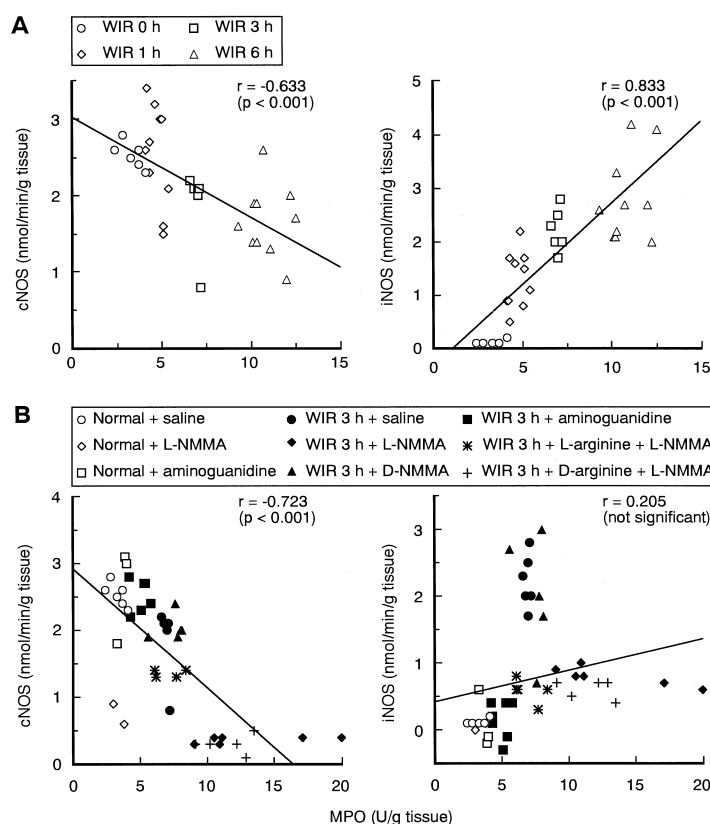 A
WIR 0 h WIR 3 h
WIR 1 h WIR 6 h
r = -0.633
(p < 0.001)
cNOS (nmol/min/g tissue)
3
2
1
0
0 5 10 15
r = 0.833
(p < 0.001)
iNOS (nmol/min/g tissue)
5
4
3
2
1
0
0 5 10 15
B
Normal + saline WIR 3 h + saline WIR 3 h + aminoguanidine
Normal + L-NMMA WIR 3 h + L-NMMA WIR 3 h + L-arginine + L-NMMA
Normal + aminoguanidine WIR 3 h + D-NMMA WIR 3 h + D-arginine + L-NMMA
r = -0.723
(p < 0.001)
cNOS (nmol/min/g tissue)
4
3
2
1
0
0 5 10 15 20
r = 0.205
(not significant)
iNOS (nmol/min/g tissue)
3
2
1
0
0 5 10 15 20
MPO (U/g tissue)